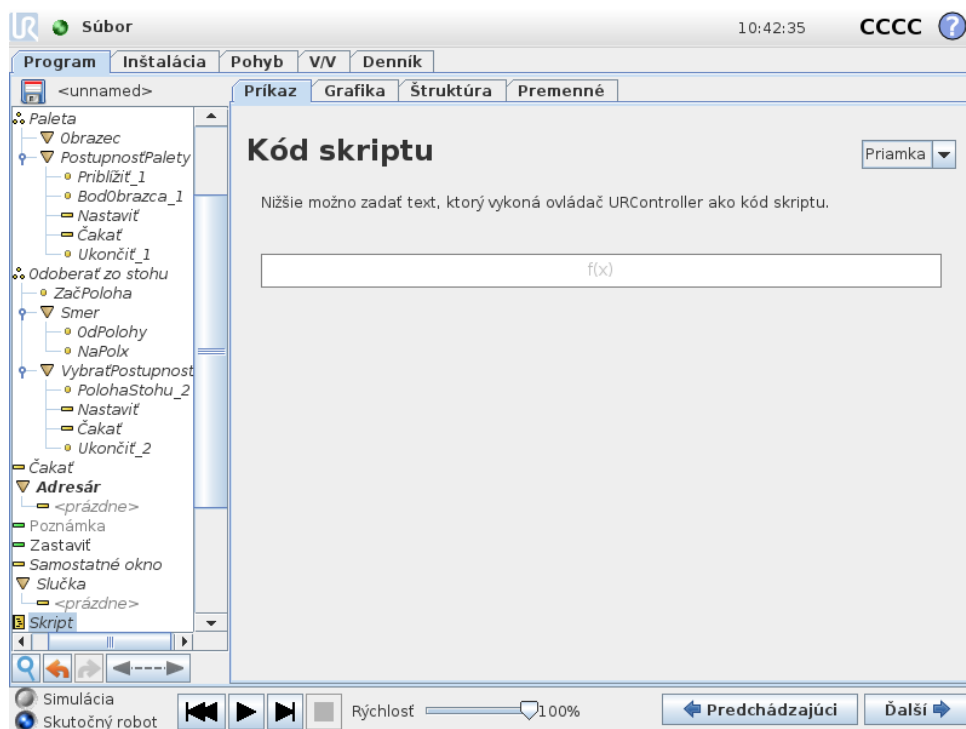 UR Súbor 10:42:35 CCCC ?
Program Inštalácia Pohyb V/V Denník
<unnamed> Príkaz Grafika Štruktúra Premenné
Paleta
Obrazec
PostupnosťPalety
Priblížiť_1
BodObrazca_1
Nastaviť
Čakať
Ukončiť_1
Odoberať zo stohu
ZačPoloha
Smer
OdPolohy
NaPolx
VybraťPostupnost
PolohaStohu_2
Nastaviť
Čakať
Ukončiť_2
Čakať
Adresár
<prázdne>
Poznámka
Zastaviť
Samostatné okno
Slučka
<prázdne>
Skript
Kód skriptu
Priamka
Nižšie možno zadať text, ktorý vykoná ovládač URController ako kód skriptu.
f(x)
Simulácia
Skutočný robot
Rýchlosť 100%
Predchádzajúci Ďalší